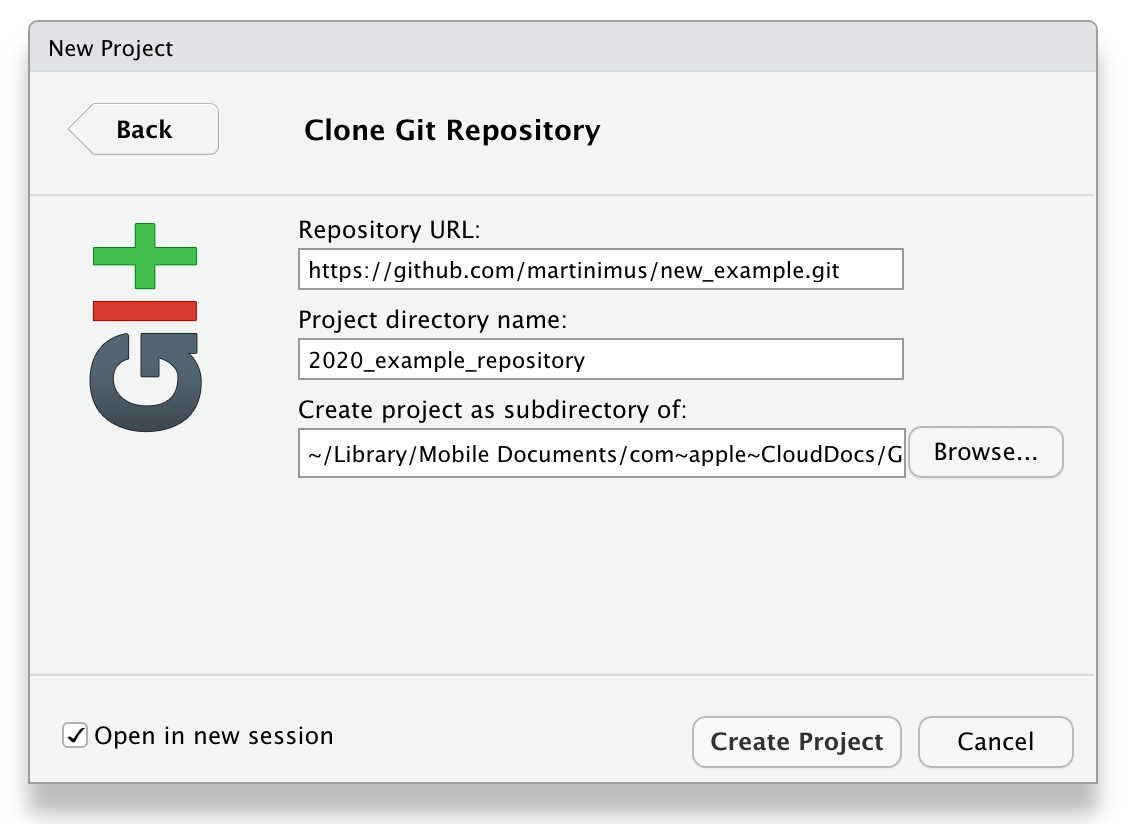 New Project
Back
Clone Git Repository
GIT
Repository URL:
https://github.com/martinimus/new_example.git
Project directory name:
2020_example_repository
Create project as subdirectory of:
~/Library/Mobile Documents/com~apple~CloudDocs/G
Browse...
Open in new session
Create Project
Cancel